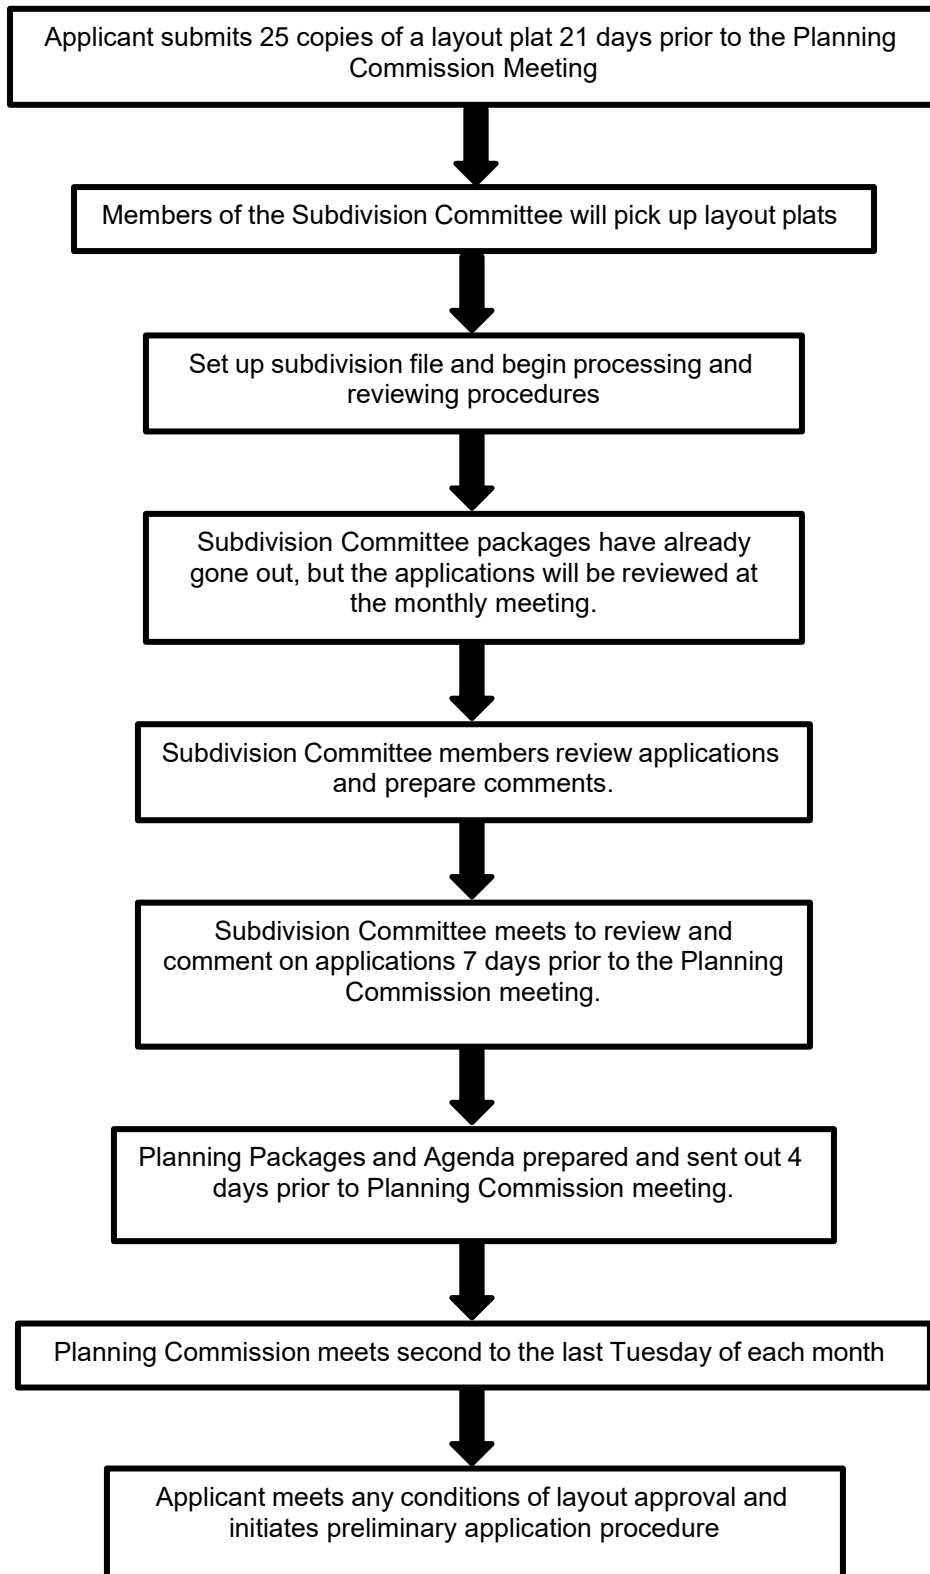 Applicant submits 25 copies of a layout plat 21 days prior to the Planning
Commission Meeting
Members of the Subdivision Committee will pick up layout plats
Set up subdivision file and begin processing and
reviewing procedures
Subdivision Committee packages have already
gone out, but the applications will be reviewed at
the monthly meeting.
Subdivision Committee members review applications
and prepare comments.
Subdivision Committee meets to review and
comment on applications 7 days prior to the Planning
Commission meeting.
Planning Packages and Agenda prepared and sent out 4
days prior to Planning Commission meeting.
Planning Commission meets second to the last Tuesday of each month
Applicant meets any conditions of layout approval and
initiates preliminary application procedure